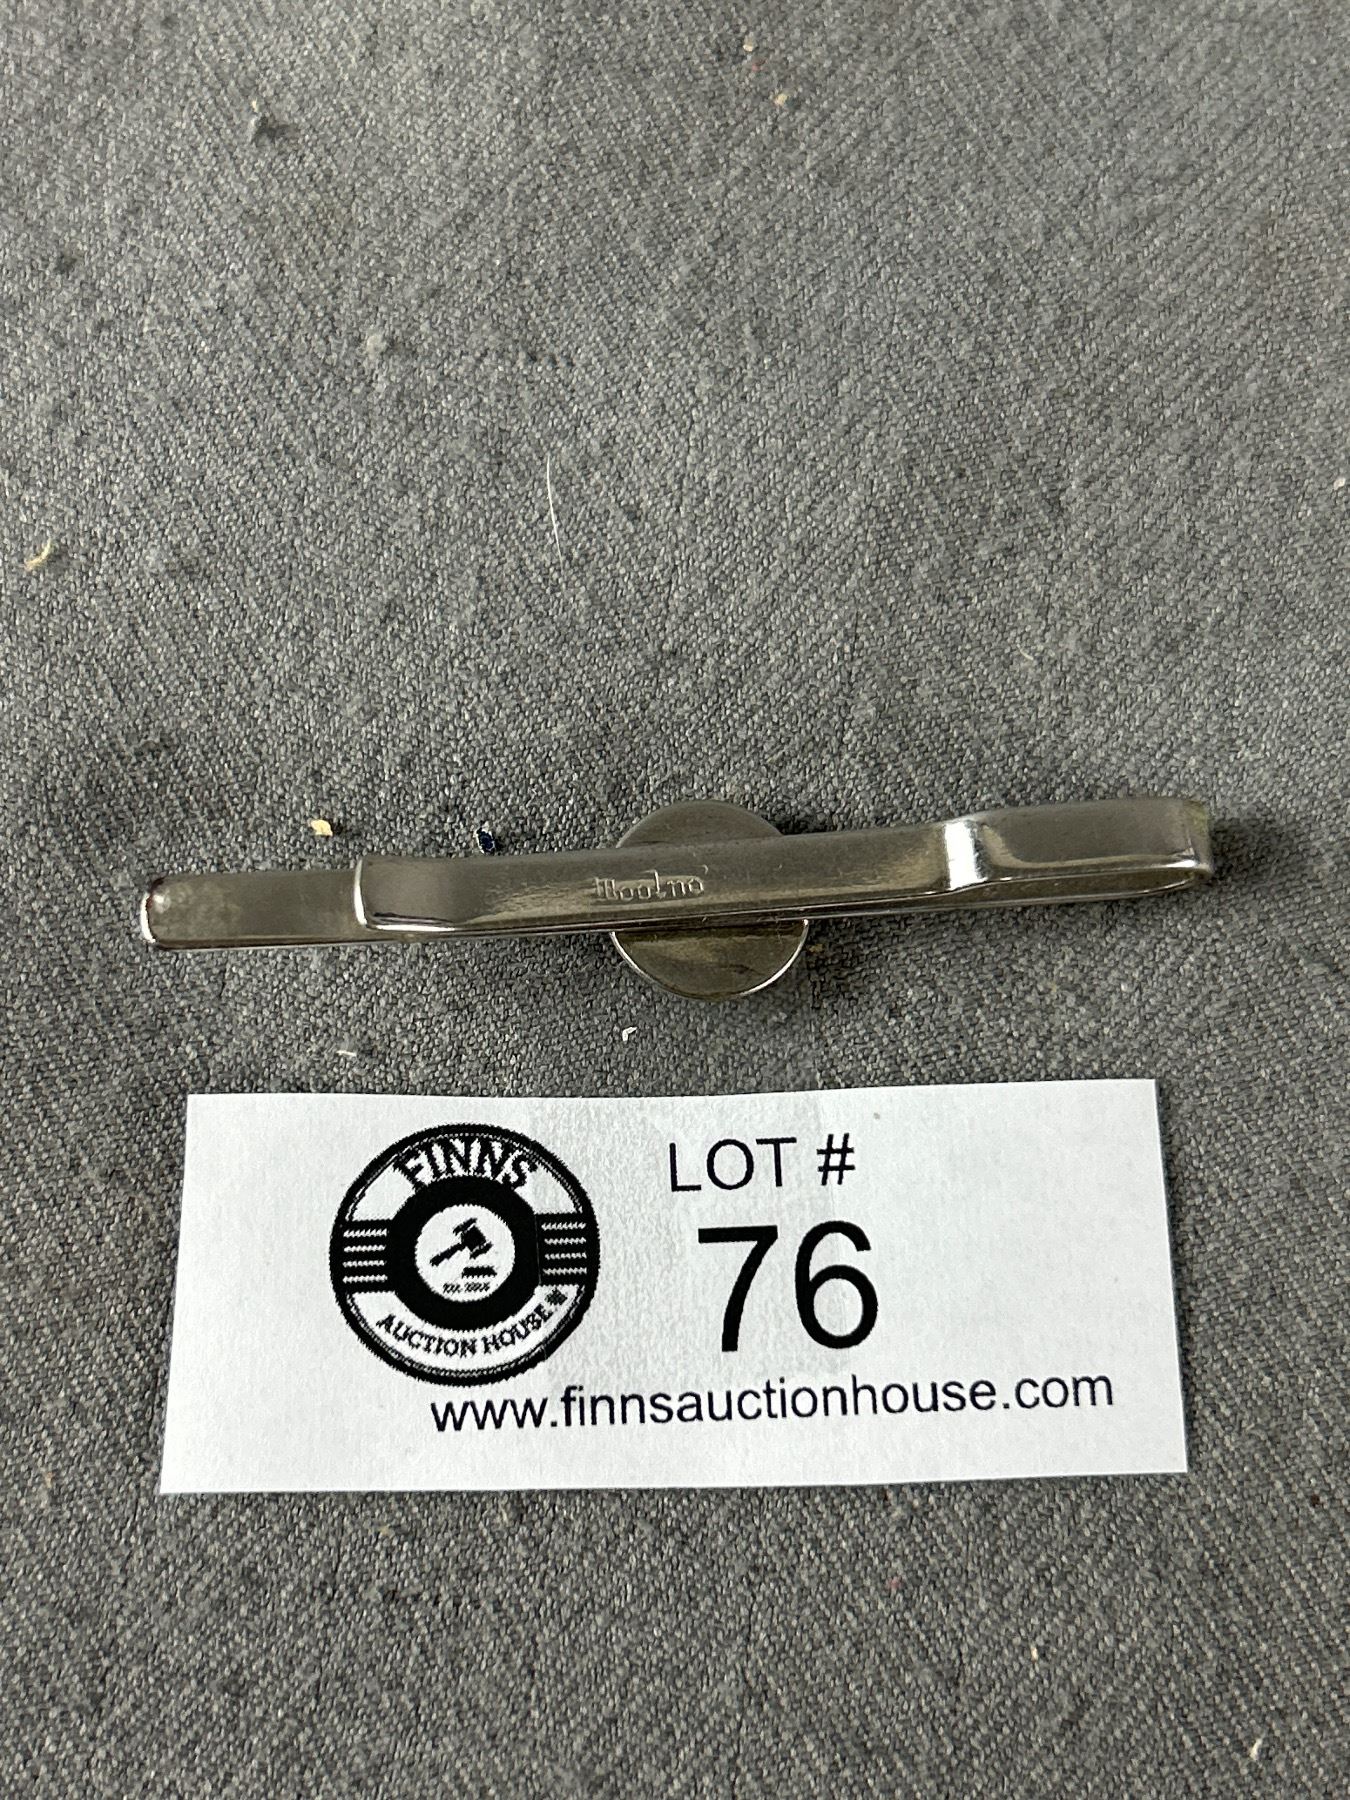 FINNS
AUCTION HOUSE
LOT #
76
www.finnsauctionhouse.com